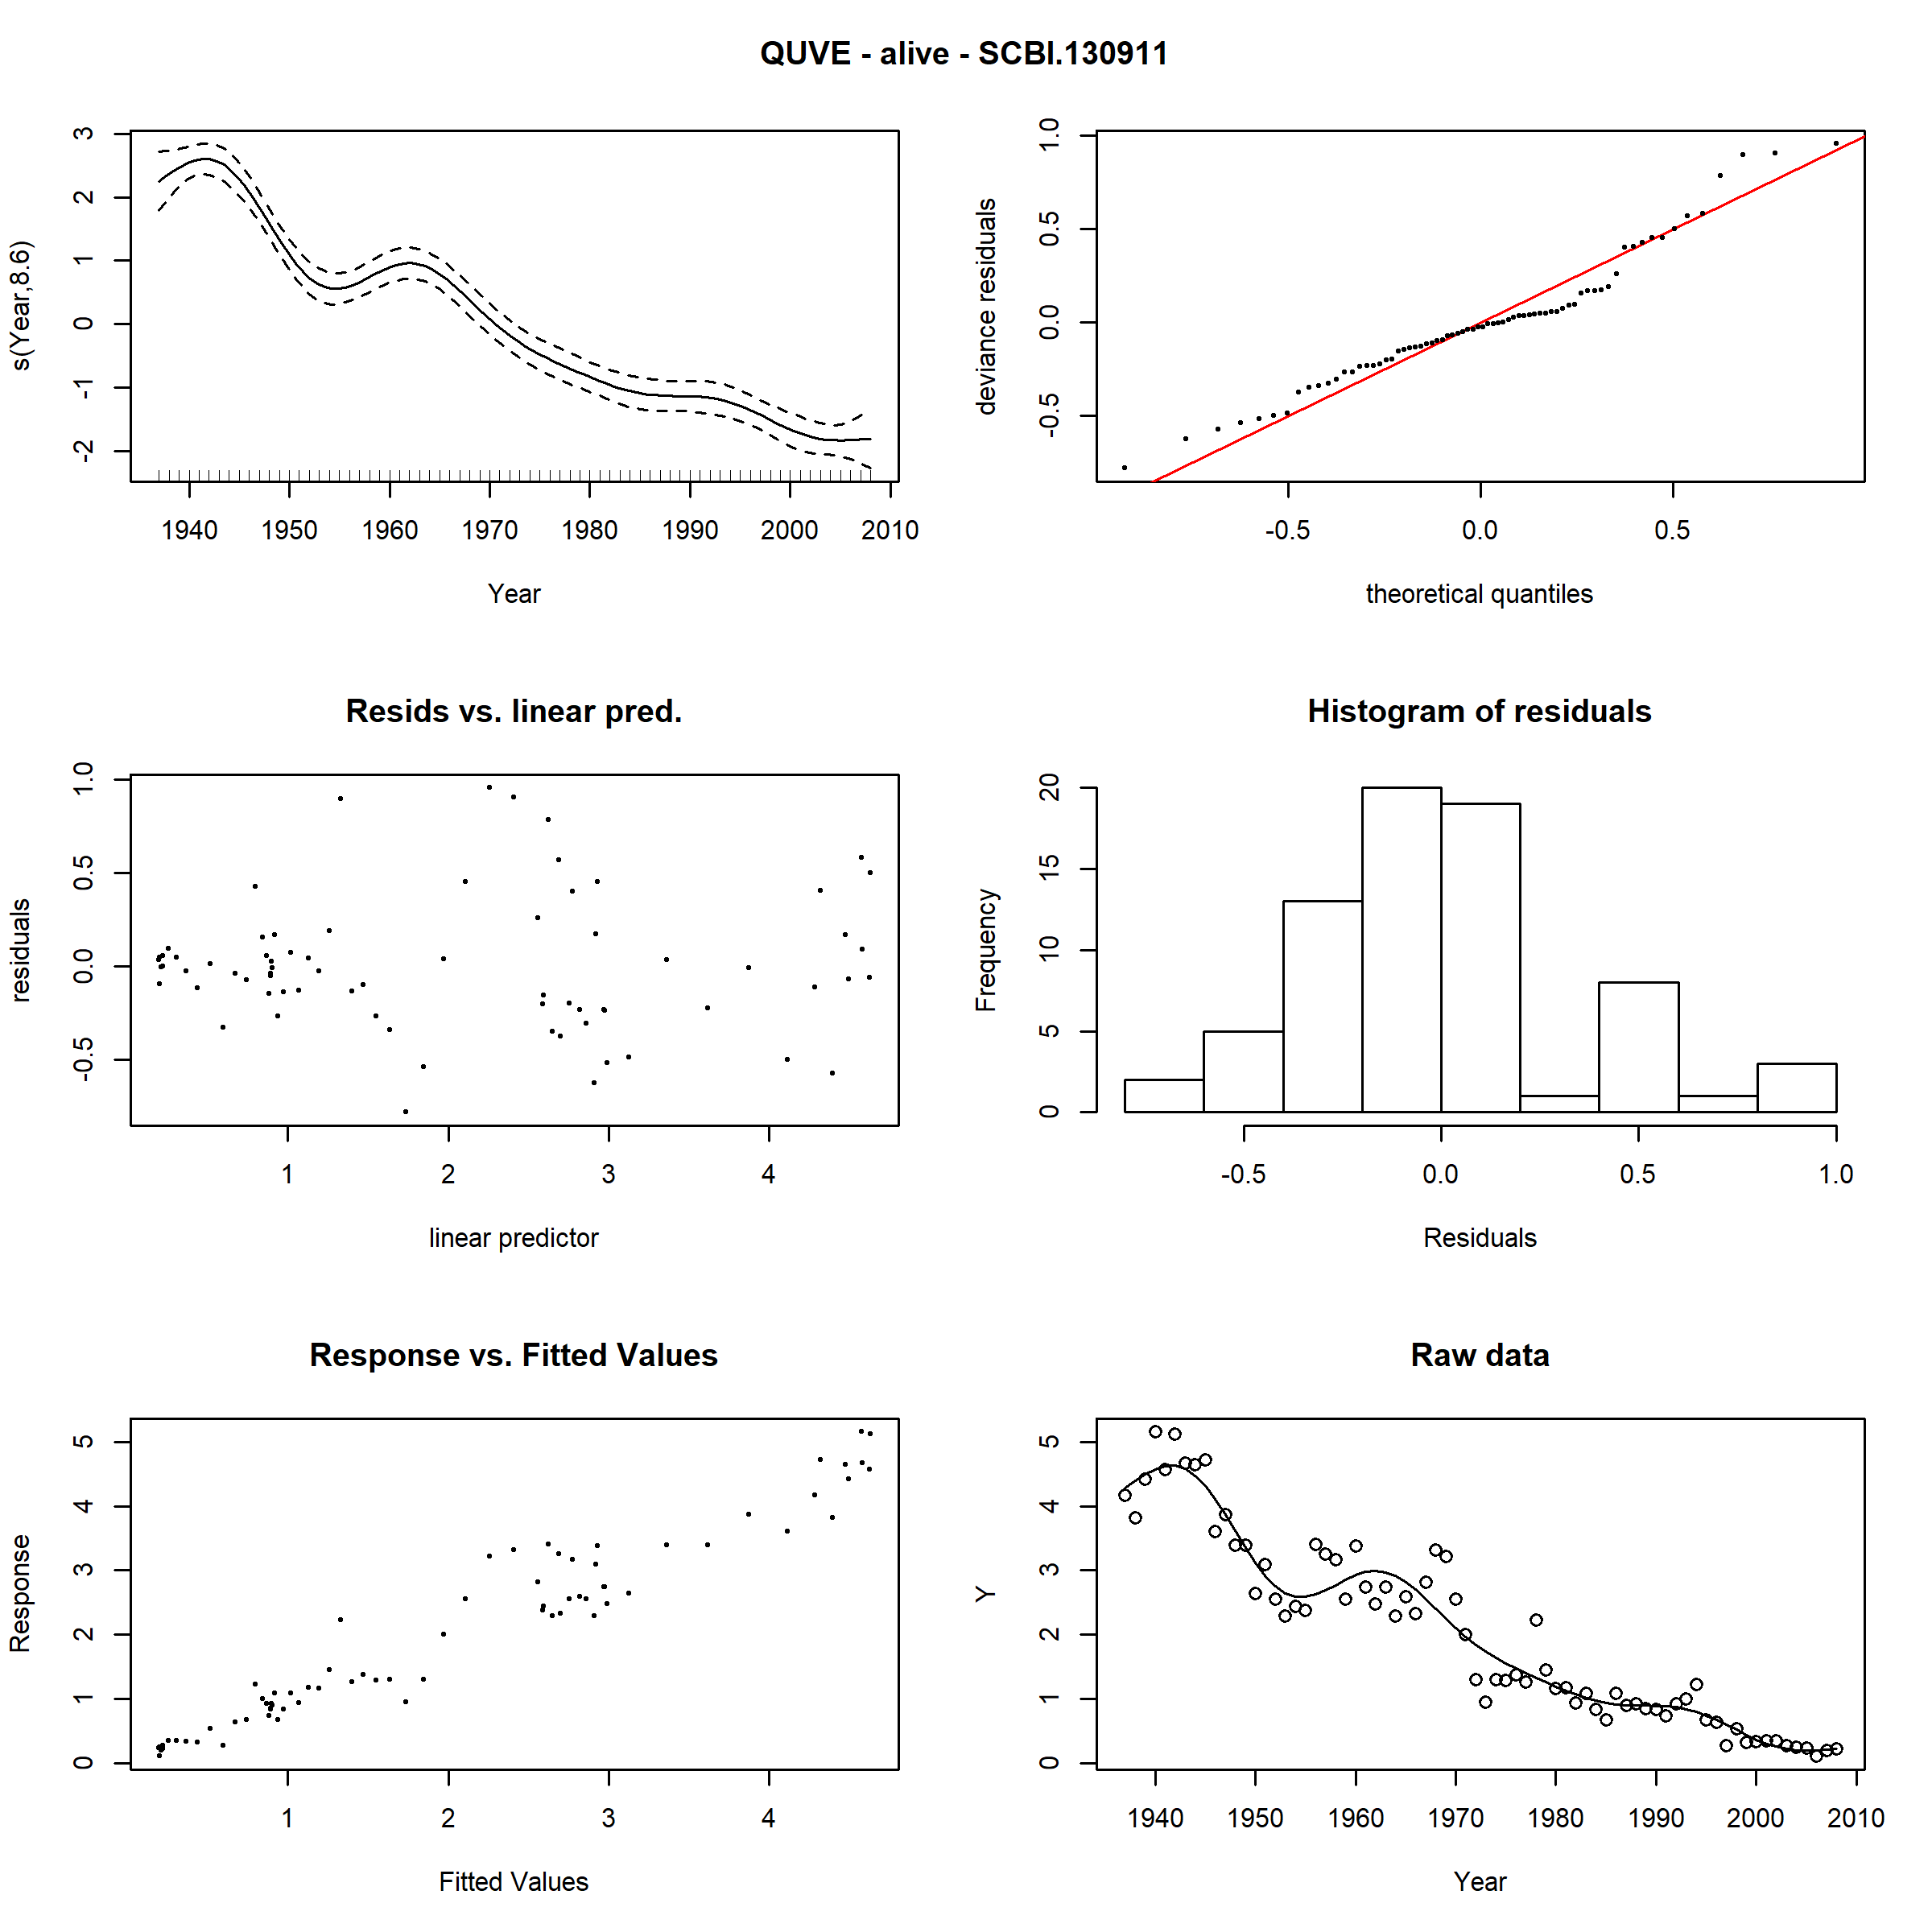 QUVE - alive - SCBI.130911
s(Year,8.6)
3
2
1
0
-1
-2
1940 1950 1960 1970 1980 1990 2000 2010
Year
deviance residuals
1.0
0.5
0.0
-0.5
-0.5 0.0 0.5
theoretical quantiles
Resids vs. linear pred.
residuals
1.0
0.5
0.0
-0.5
1 2 3 4
linear predictor
Histogram of residuals
Frequency
20
15
10
5
0
-0.5 0.0 0.5 1.0
Residuals
Response vs. Fitted Values
Response
5
4
3
2
1
0
1 2 3 4
Fitted Values
Raw data
Y
5
4
3
2
1
0
1940 1950 1960 1970 1980 1990 2000 2010
Year